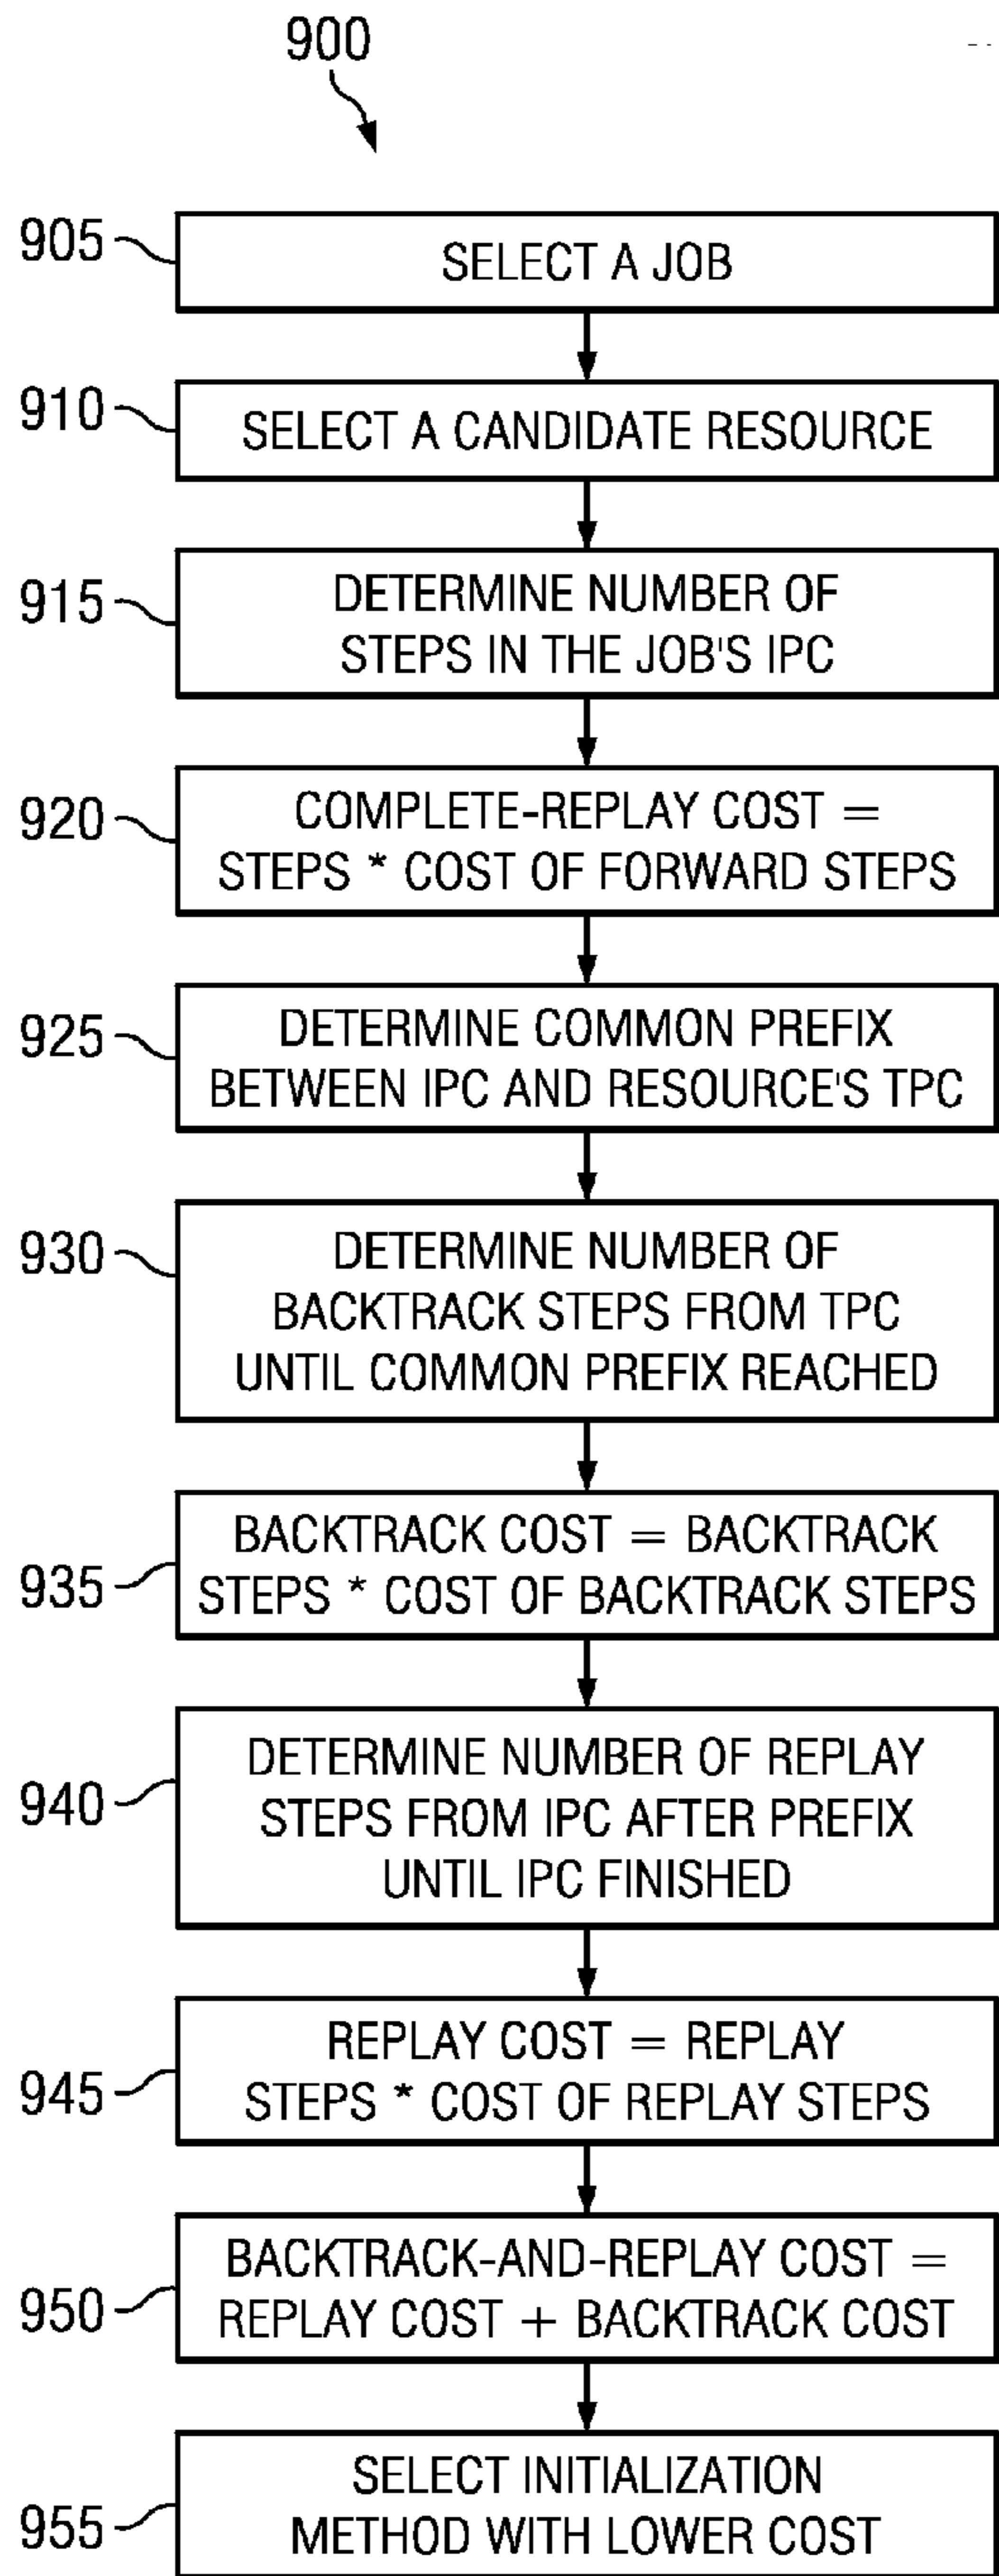 900
905
SELECT A JOB
910
SELECT A CANDIDATE RESOURCE
915
DETERMINE NUMBER OF
STEPS IN THE JOB'S IPC
920
COMPLETE-REPLAY COST =
STEPS * COST OF FORWARD STEPS
925
DETERMINE COMMON PREFIX
BETWEEN IPC AND RESOURCE'S TPC
930
DETERMINE NUMBER OF
BACKTRACK STEPS FROM TPC
UNTIL COMMON PREFIX REACHED
935
BACKTRACK COST = BACKTRACK
STEPS * COST OF BACKTRACK STEPS
940
DETERMINE NUMBER OF REPLAY
STEPS FROM IPC AFTER PREFIX
UNTIL IPC FINISHED
945
REPLAY COST = REPLAY
STEPS * COST OF REPLAY STEPS
950
BACKTRACK-AND-REPLAY COST =
REPLAY COST + BACKTRACK COST
955
SELECT INITIALIZATION
METHOD WITH LOWER COST